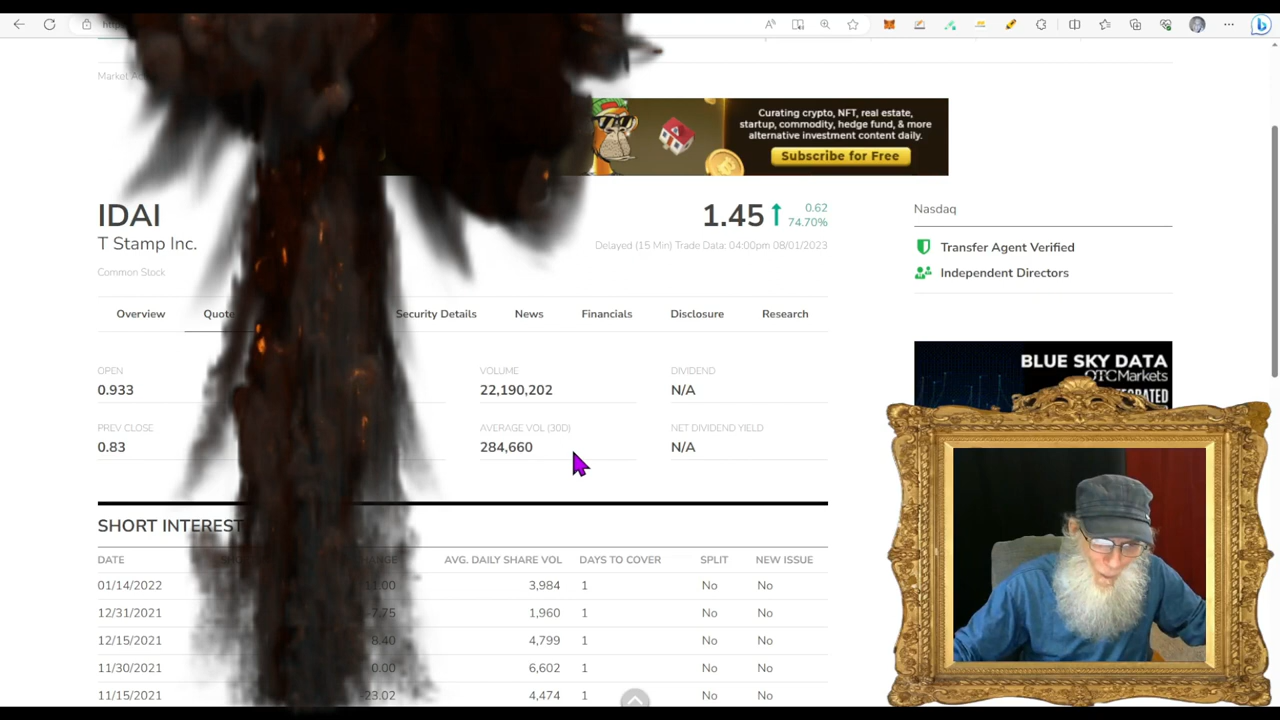 Market
Curating crypto, NFT, real estate,
startup, commodity, hedge fund, & more
alternative investment content daily.
Subscribe for Free
IDAI
T Stamp Inc.
Common Stock
1.45 0.62
74.70%
Delayed (15 Min) Trade Data: 04:00pm 08/01/2023
Nasdaq
Transfer Agent Verified
Independent Directors
Overview Quote Security Details News Financials Disclosure Research
OPEN VOLUME DIVIDEND
0.933 22,190,202 N/A
PREV CLOSE AVERAGE VOL (30D) NET DIVIDEND YIELD
0.83 284,660 N/A
BLUE SKY DATA
OTCMarkets
SHORT INTEREST
DATE AVG. DAILY SHARE VOL DAYS TO COVER SPLIT NEW ISSUE
01/14/2022 3,984 1 No No
12/31/2021 1,960 1 No No
12/15/2021 8.40 4,799 1 No No
11/30/2021 0.00 6,602 1 No No
11/15/2021 -23.02 4,474 1 No No